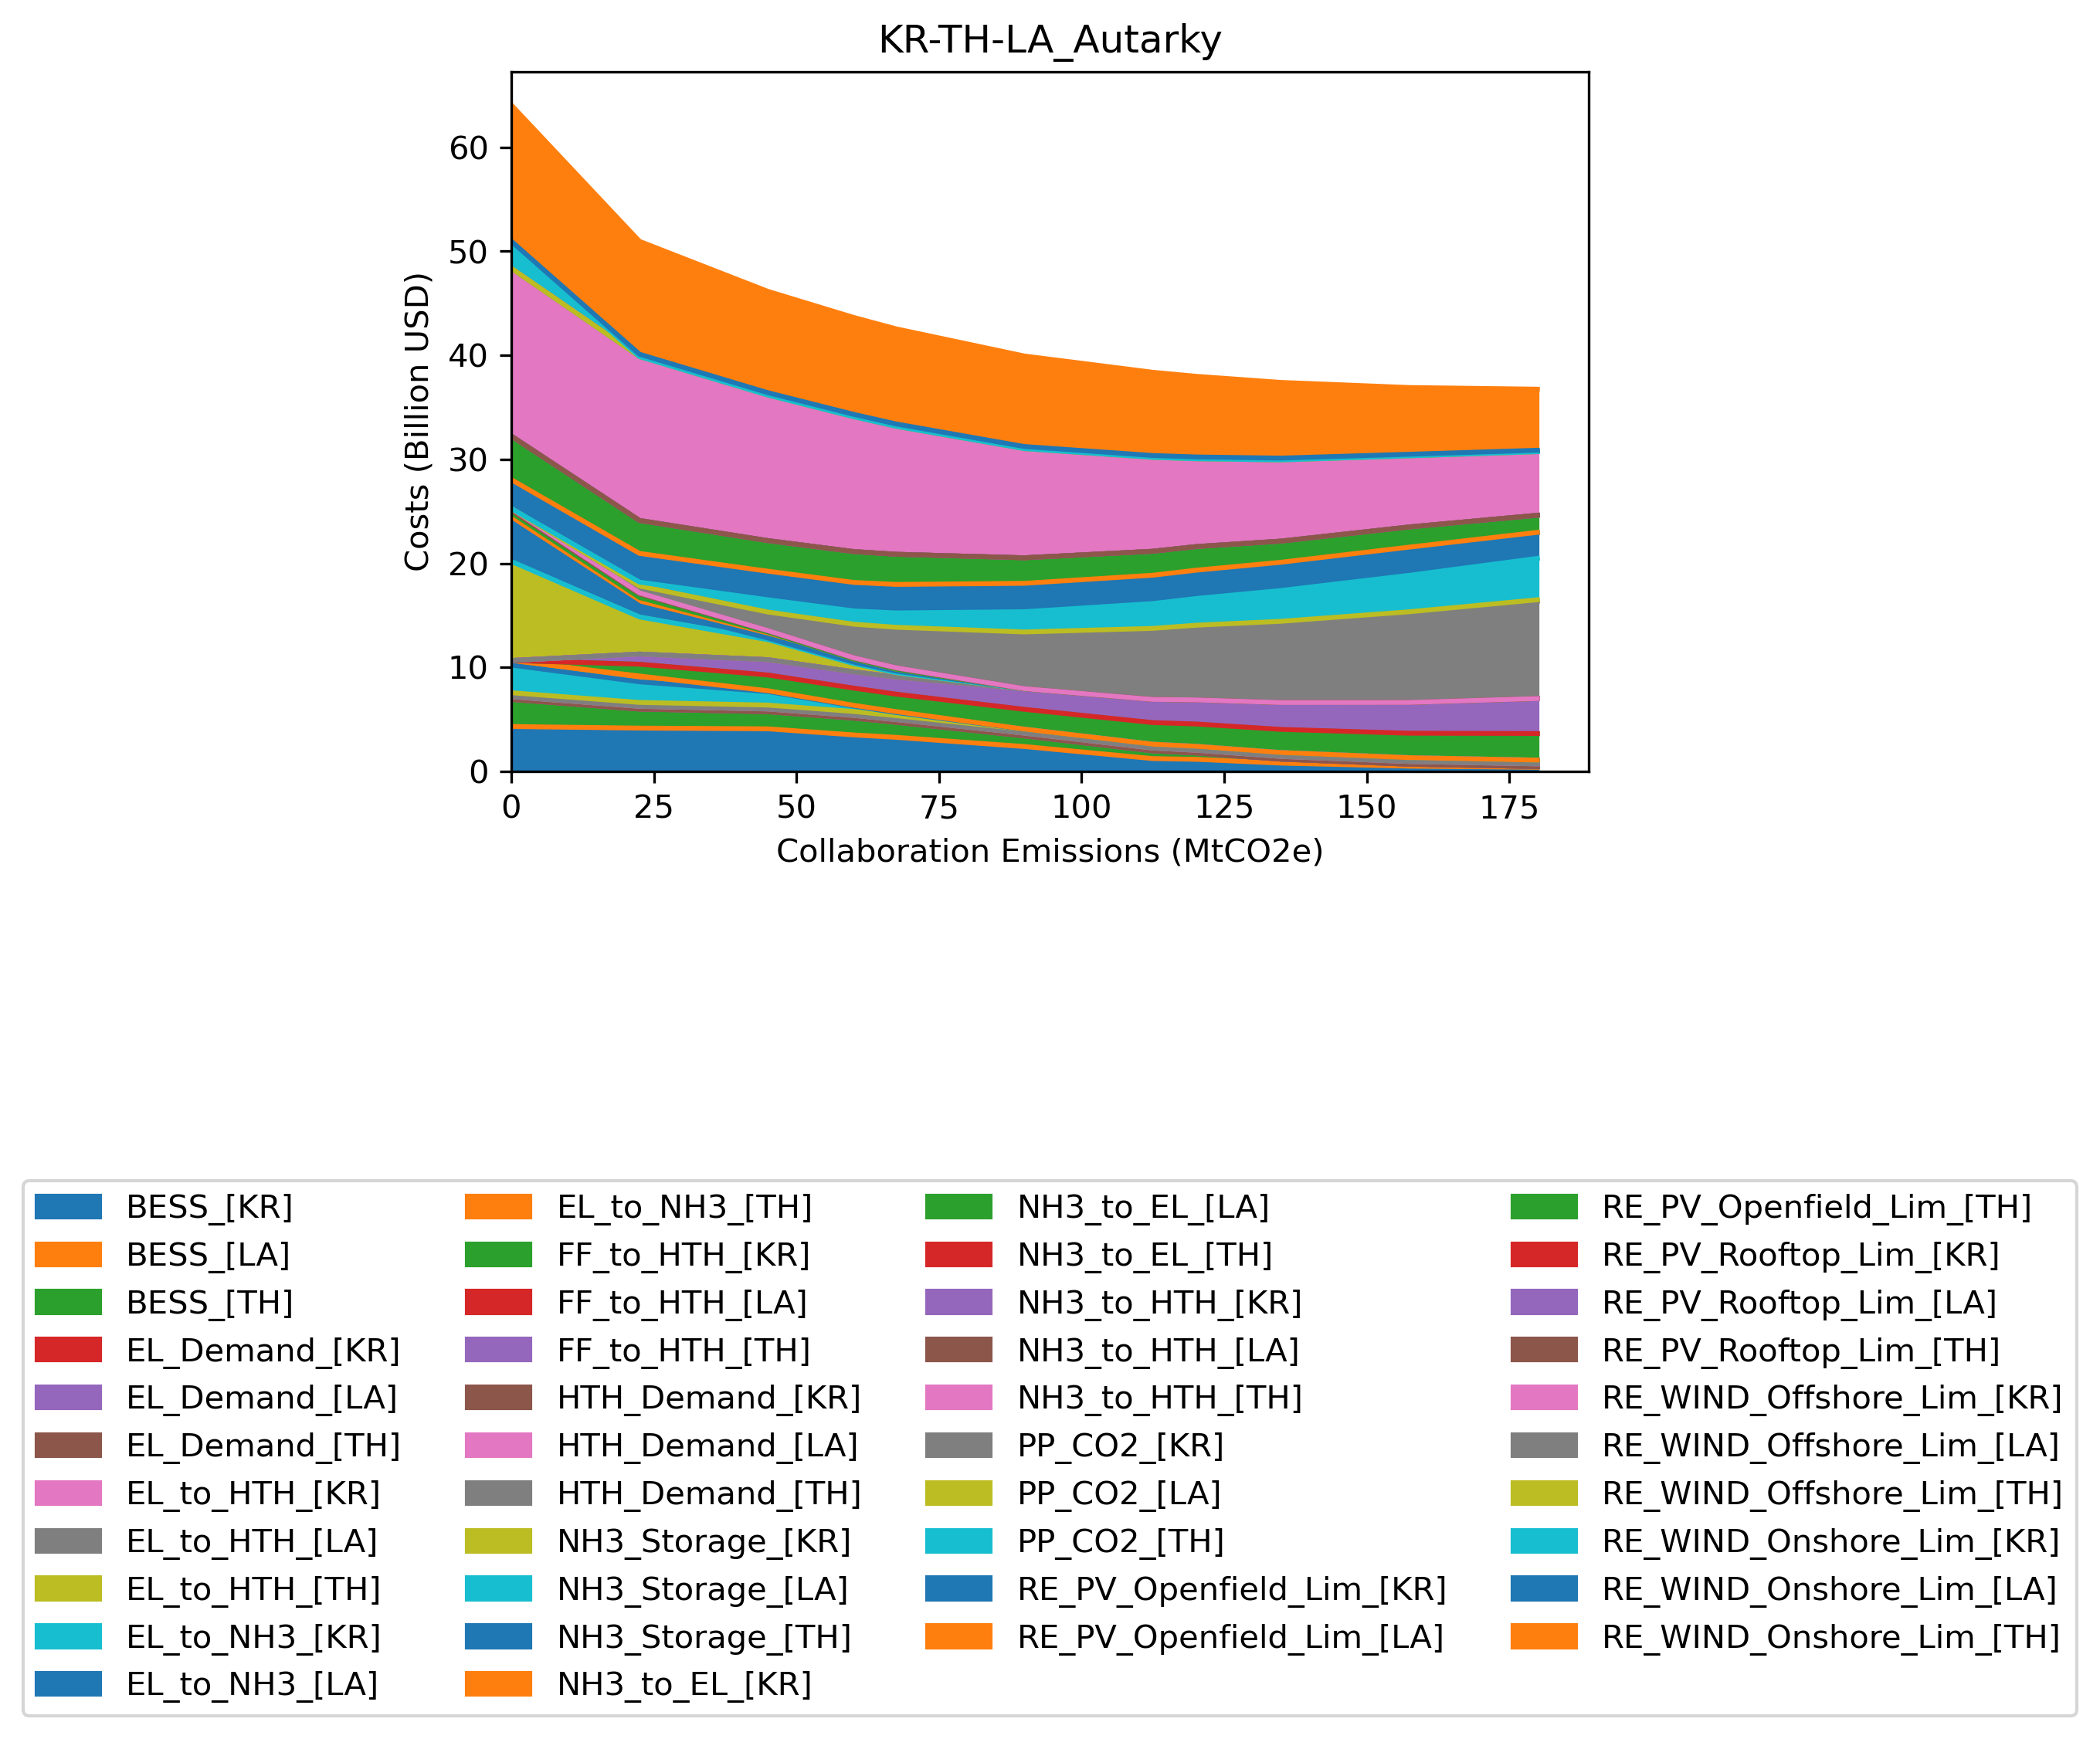 KR-TH-LA_Autarky
Costs (Billion USD)
60
50
40
30
20
10
0
0 25 50 75 100 125 150 175
Collaboration Emissions (MtCO2e)
BESS_[KR]
BESS_[LA]
BESS_[TH]
EL_Demand_[KR]
EL_Demand_[LA]
EL_Demand_[TH]
EL_to_HTH_[KR]
EL_to_HTH_[LA]
EL_to_HTH_[TH]
EL_to_NH3_[KR]
EL_to_NH3_[LA]
EL_to_NH3_[TH]
FF_to_HTH_[KR]
FF_to_HTH_[LA]
FF_to_HTH_[TH]
HTH_Demand_[KR]
HTH_Demand_[LA]
HTH_Demand_[TH]
NH3_Storage_[KR]
NH3_Storage_[LA]
NH3_Storage_[TH]
NH3_to_EL_[KR]
NH3_to_EL_[LA]
NH3_to_EL_[TH]
NH3_to_HTH_[KR]
NH3_to_HTH_[LA]
NH3_to_HTH_[TH]
PP_CO2_[KR]
PP_CO2_[LA]
PP_CO2_[TH]
RE_PV_Openfield_Lim_[KR]
RE_PV_Openfield_Lim_[LA]
RE_PV_Openfield_Lim_[TH]
RE_PV_Rooftop_Lim_[KR]
RE_PV_Rooftop_Lim_[LA]
RE_PV_Rooftop_Lim_[TH]
RE_WIND_Offshore_Lim_[KR]
RE_WIND_Offshore_Lim_[LA]
RE_WIND_Offshore_Lim_[TH]
RE_WIND_Onshore_Lim_[KR]
RE_WIND_Onshore_Lim_[LA]
RE_WIND_Onshore_Lim_[TH]